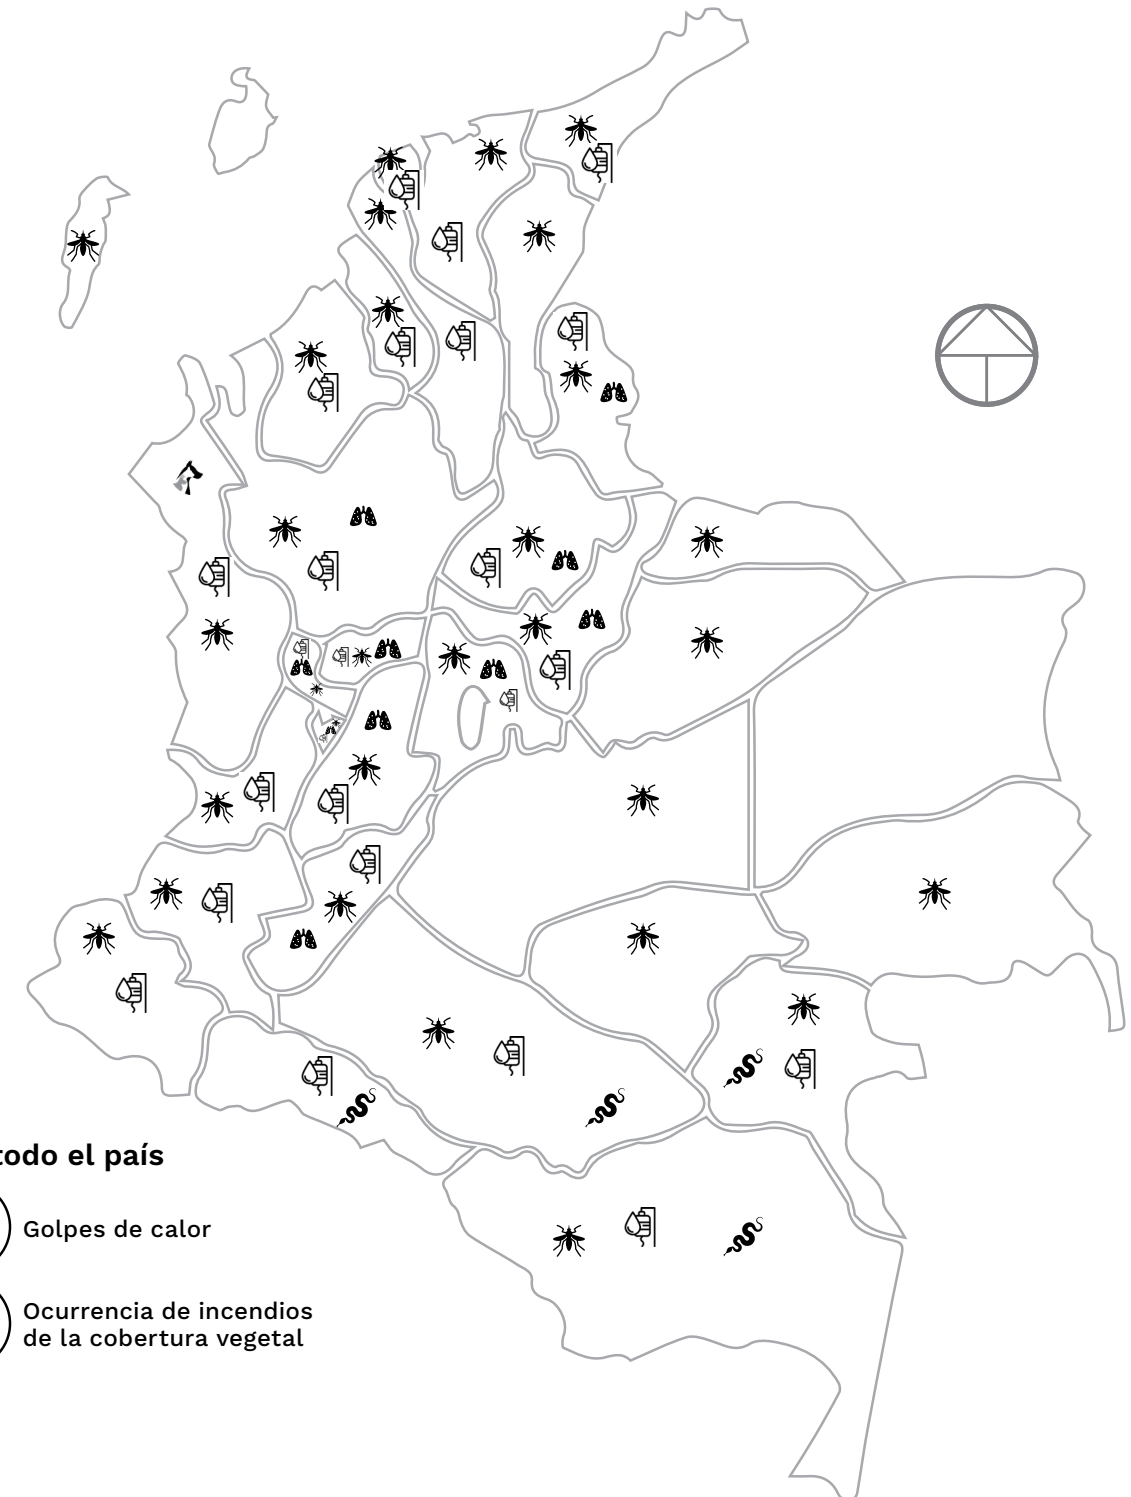 todo el país
Golpes de calor
Ocurrencia de incendios
de la cobertura vegetal